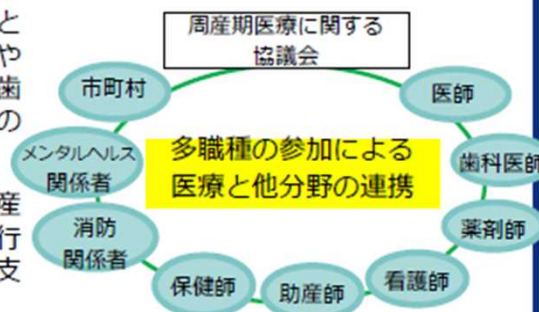 と
や
歯
の
産
行
支
周産期医療に関する
協議会
市町村
医師
メンタルヘルス
関係者
多職種の参加による
医療と他分野の連携
歯科医師
消防
関係者
薬剤師
保健師
助産師
看護師